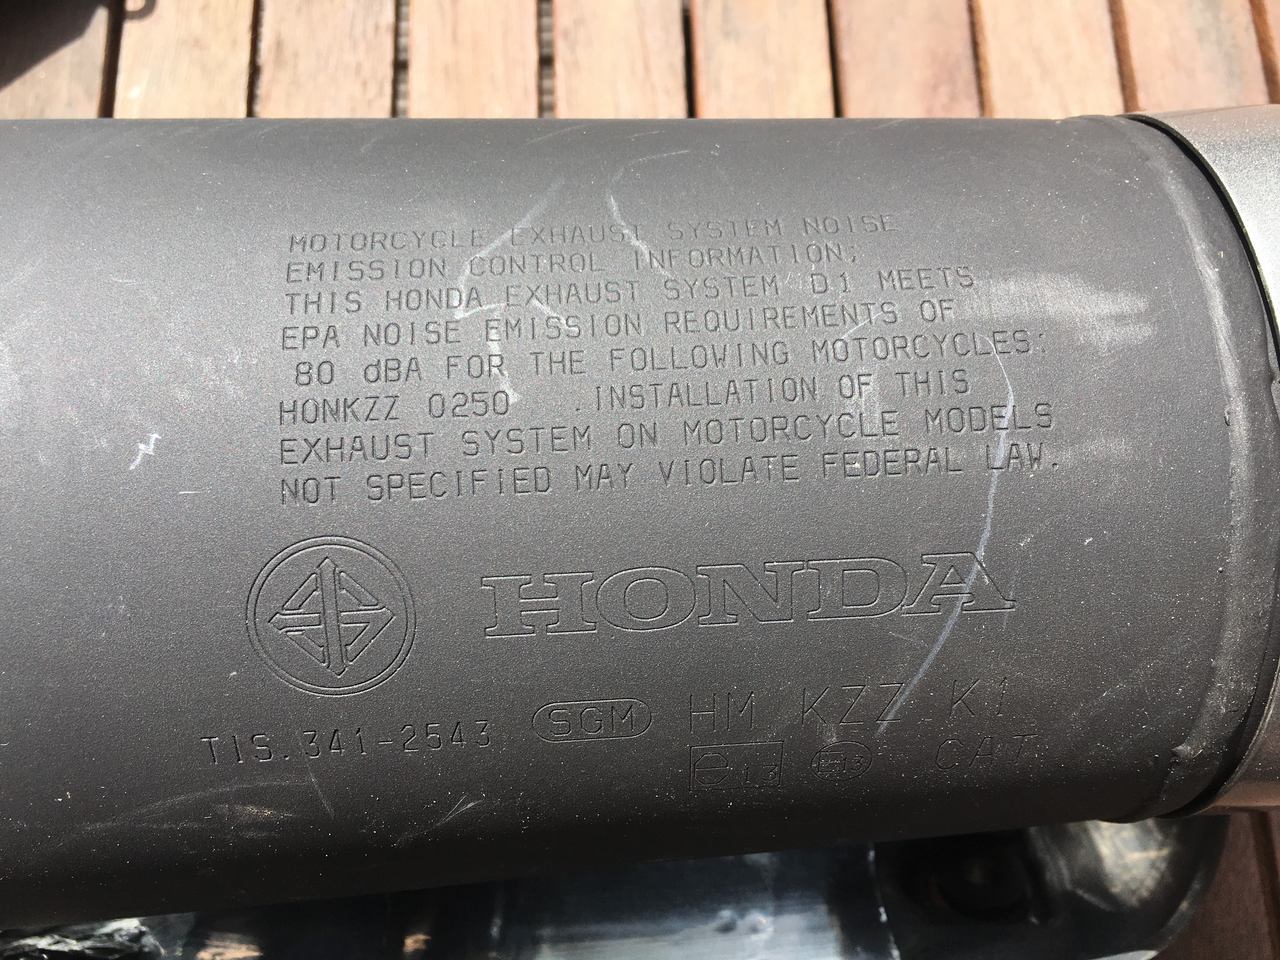 MOTORCYCLE EXHAUST SYSTEM NOISE
EMISSION CONTROL INFORMATION;
THIS HONDA EXHAUST SYSTEM D1 MEETS
EPA NOISE EMISSION REQUIREMENTS OF
80 dBA FOR THE FOLLOWING MOTORCYCLES:
HONKZZ 0250 .INSTALLATION OF THIS
EXHAUST SYSTEM ON MOTORCYCLE MODELS
NOT SPECIFIED MAY VIOLATE FEDERAL LAW.
HONDA
TIS.341-2543 SGM HM KZZ K1
e13 E13 CAT